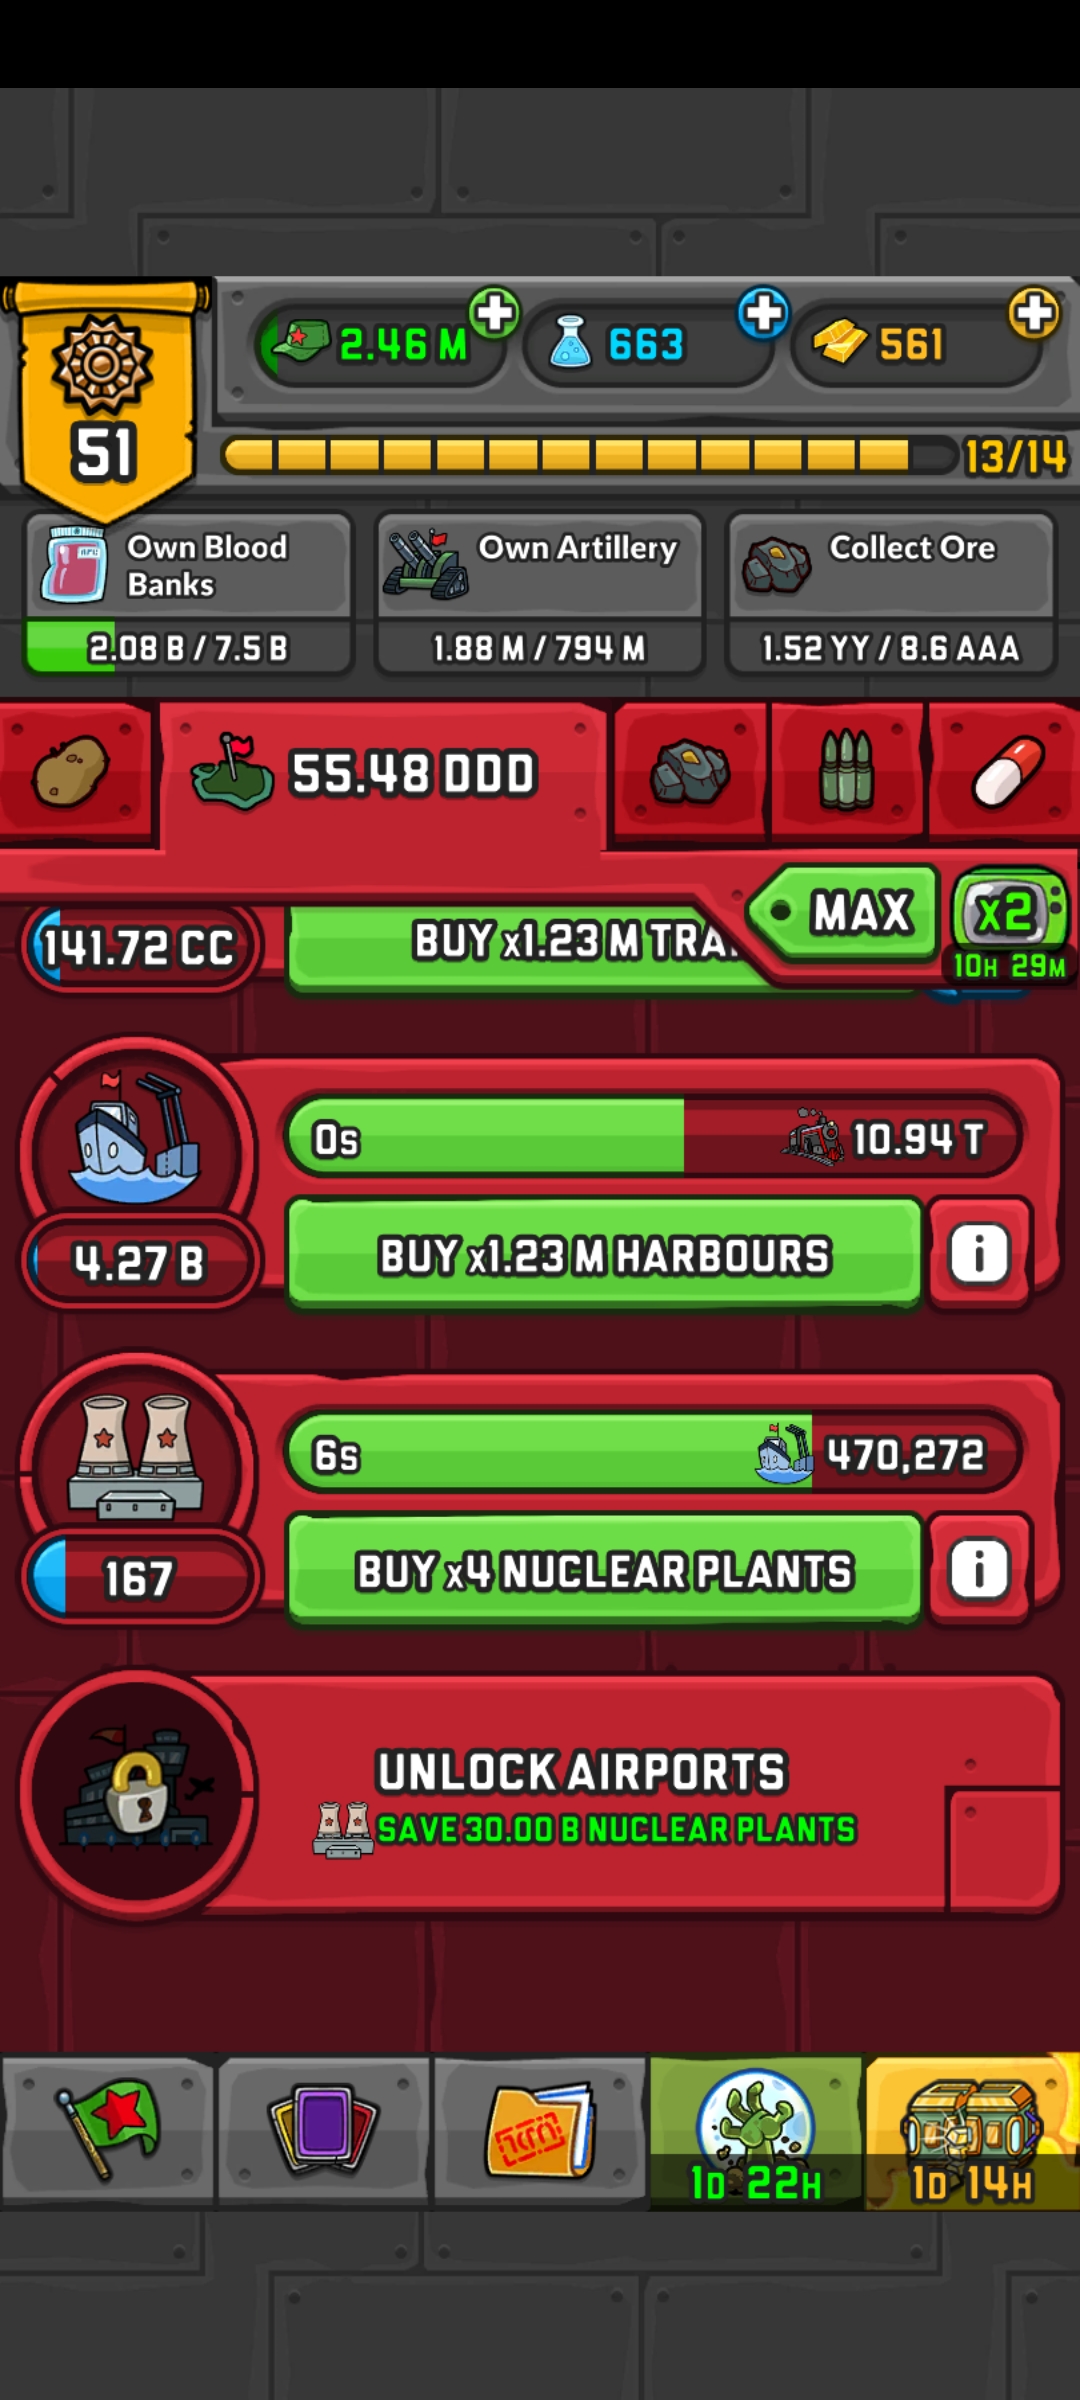 2.46 M
663
561
51
13/14
Own Blood
Banks
2.08 B / 7.5 B
Own Artillery
1.88 M / 794 M
Collect Ore
1.52 YY / 8.6 AAA
55.48 DDD
MAX
x2
10H 29M
141.72 CC
BUY x1.23 M TRA
0s
10.94 T
4.27 B
BUY x1.23 M HARBOURS
i
6s
470,272
167
BUY x4 NUCLEAR PLANTS
i
UNLOCK AIRPORTS
SAVE 30.00 B NUCLEAR PLANTS
1D 22H
1D 14H